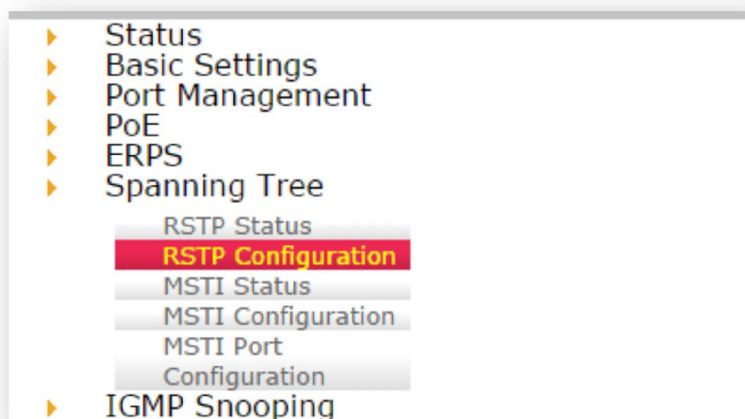 Status
Basic Settings
Port Management
PoE
ERPS
Spanning Tree
RSTP Status
RSTP Configuration
MSTI Status
MSTI Configuration
MSTI Port
Configuration
IGMP Snooping